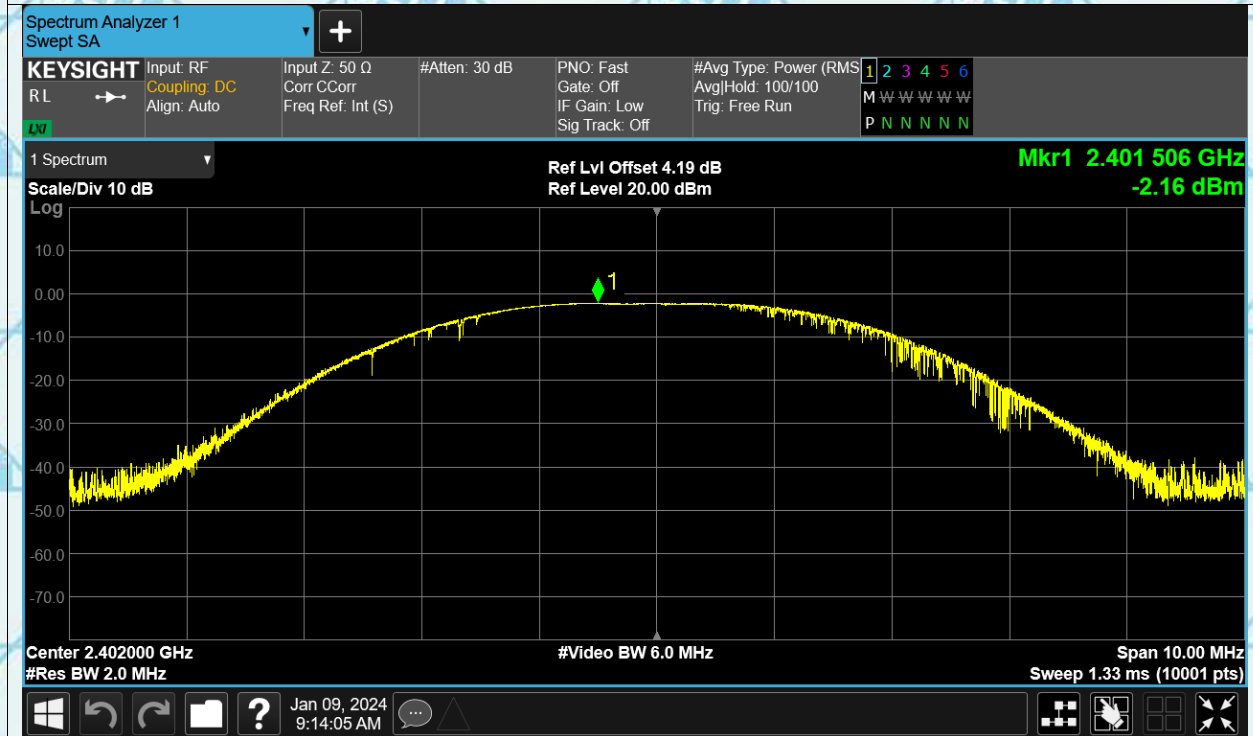 Spectrum Analyzer 1
Swept SA
KEYSIGHT
R L
LXI
Input: RF
Coupling: DC
Align: Auto
Input Z: 50 Ω
Corr CCorr
Freq Ref: Int (S)
#Atten: 30 dB
PNO: Fast
Gate: Off
IF Gain: Low
Sig Track: Off
#Avg Type: Power (RMS
Avg|Hold: 100/100
Trig: Free Run
1 2 3 4 5 6
M W W W W W
P N N N N N
1 Spectrum
Scale/Div 10 dB
Log
Ref Lvl Offset 4.19 dB
Ref Level 20.00 dBm
Mkr1 2.401 506 GHz
-2.16 dBm
10.0
0.00
-10.0
-20.0
-30.0
-40.0
-50.0
-60.0
-70.0
1
Center 2.402000 GHz
#Res BW 2.0 MHz
#Video BW 6.0 MHz
Span 10.00 MHz
Sweep 1.33 ms (10001 pts)
?
Jan 09, 2024
9:14:05 AM